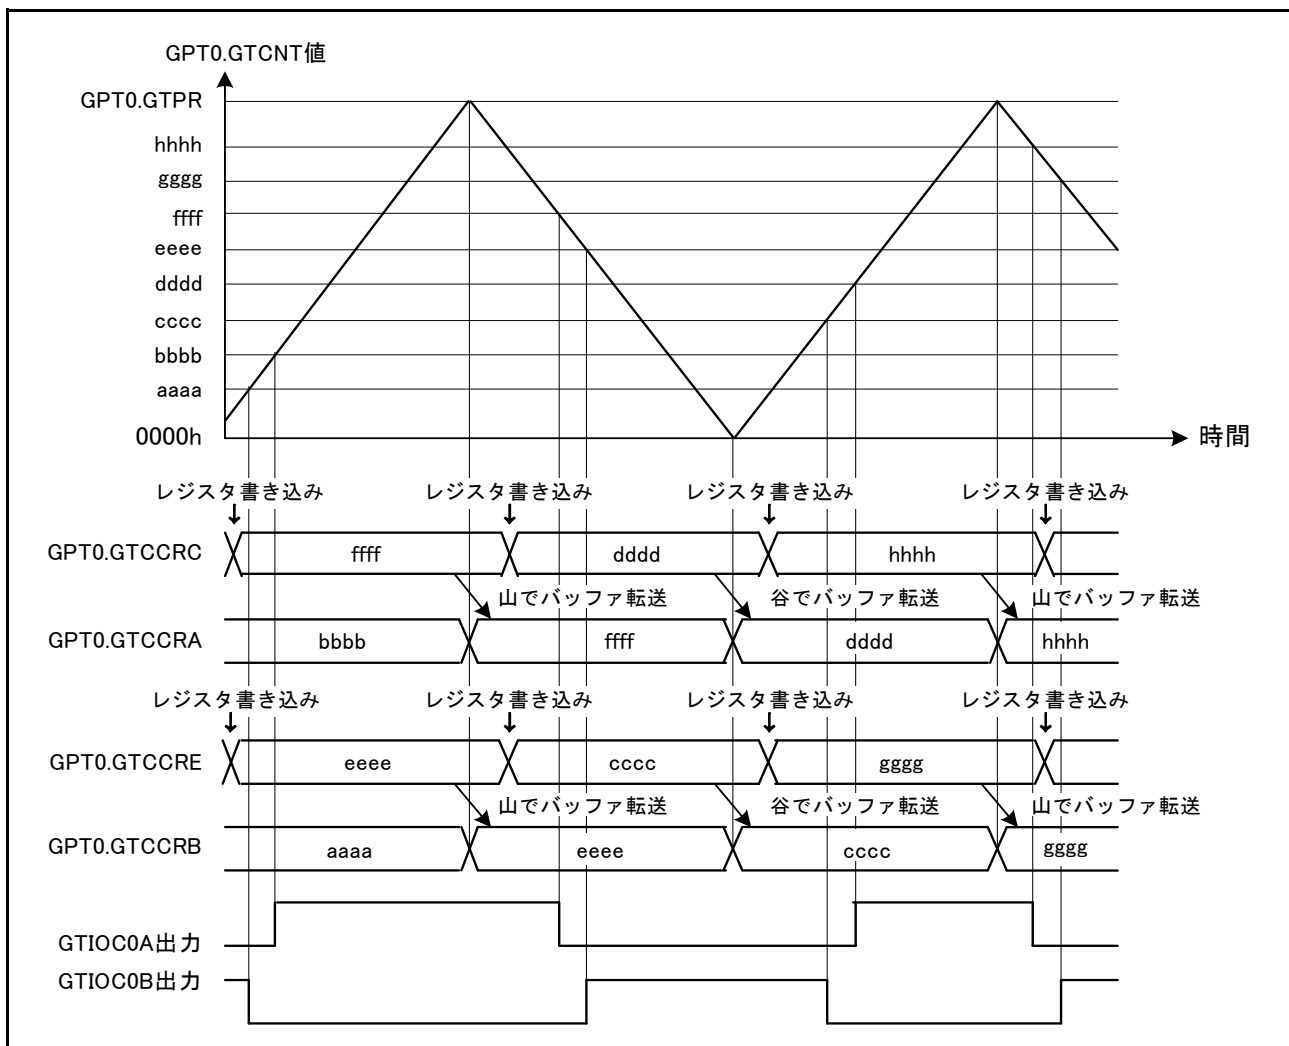 GPT0.GTCNT値
GPT0.GTPR
hhhh
gggg
ffff
eeee
dddd
cccc
bbbb
aaaa
0000h
時間
レジスタ書き込み レジスタ書き込み レジスタ書き込み レジスタ書き込み
GPT0.GTCCRC ffff dddd hhhh
山でバッファ転送 谷でバッファ転送 山でバッファ転送
GPT0.GTCCRA bbbb ffff dddd hhhh
レジスタ書き込み レジスタ書き込み レジスタ書き込み レジスタ書き込み
GPT0.GTCCRE eeee cccc gggg
山でバッファ転送 谷でバッファ転送 山でバッファ転送
GPT0.GTCCRB aaaa eeee cccc gggg
GTIOC0A出力
GTIOC0B出力